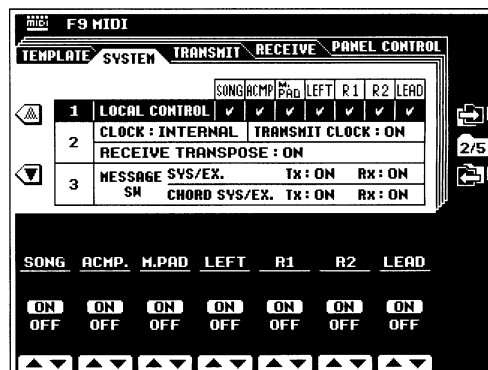 MIDI F9 MIDI
TEMPLATE SYSTEM TRANSMIT RECEIVE PANEL CONTROL
SONG ACMP M.PAD LEFT R1 R2 LEAD
1 LOCAL CONTROL ✔ ✔ ✔ ✔ ✔ ✔ ✔
2 CLOCK : INTERNAL TRANSMIT CLOCK : ON
RECEIVE TRANSPOSE : ON
2/5
3 MESSAGE SW SYS/EX. Tx : ON Rx : ON
CHORD SYS/EX. Tx : ON Rx : ON
SONG ACMP. M.PAD LEFT R1 R2 LEAD
ON ON ON ON ON ON ON
OFF OFF OFF OFF OFF OFF OFF